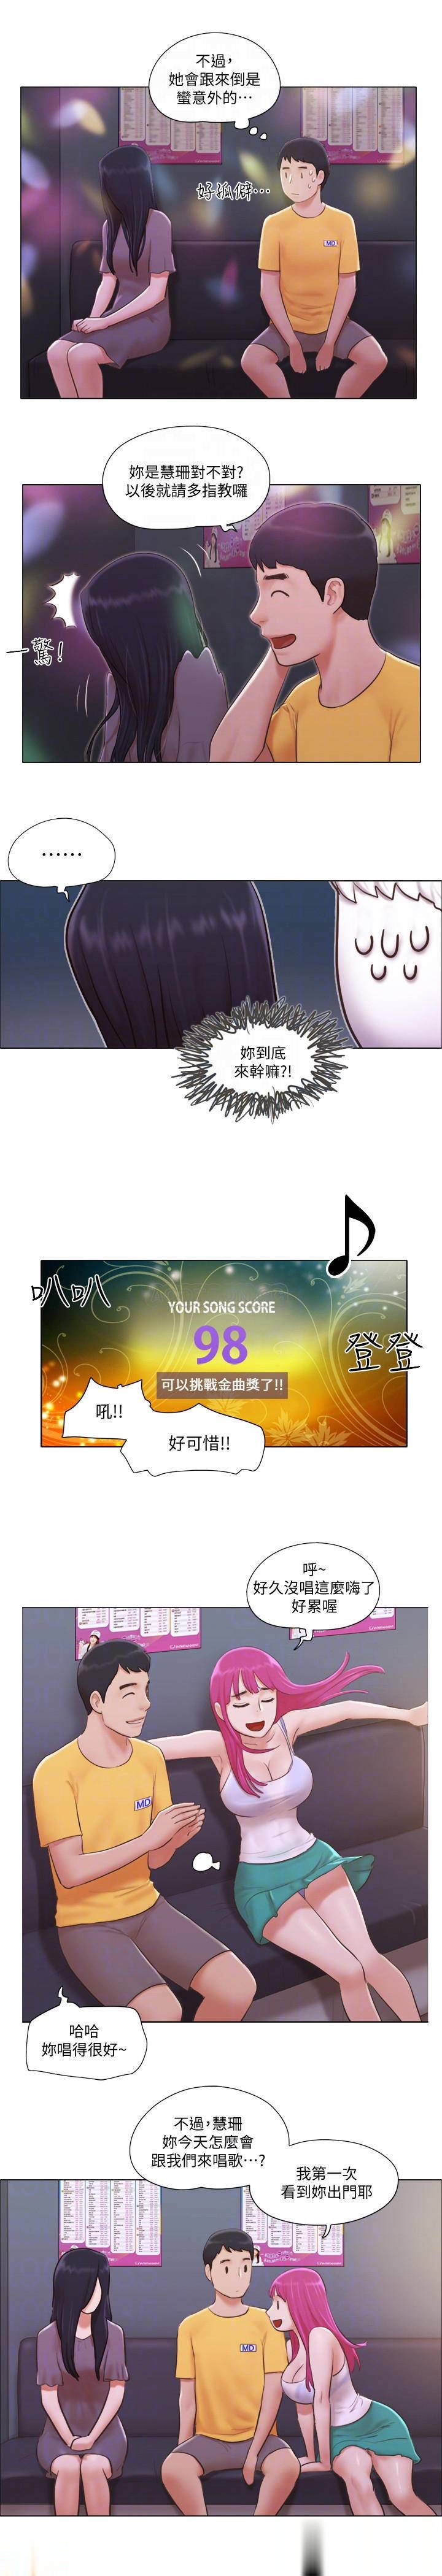 不過，
她會跟來倒是
蠻意外的…
好孤僻…
MD
妳是慧珊對不對？
以後就請多指教囉
一驚！
……
妳到底
來幹嘛?!
叭叭
YOUR SONG SCORE
98
可以挑戰金曲獎了!!
登登
吼!!
好可惜!!
呼~
好久沒唱這麼嗨了
好累喔
MD
哈哈
妳唱得很好~
不過，慧珊
妳今天怎麼會
跟我們來唱歌…?
我第一次
看到妳出門耶
MD